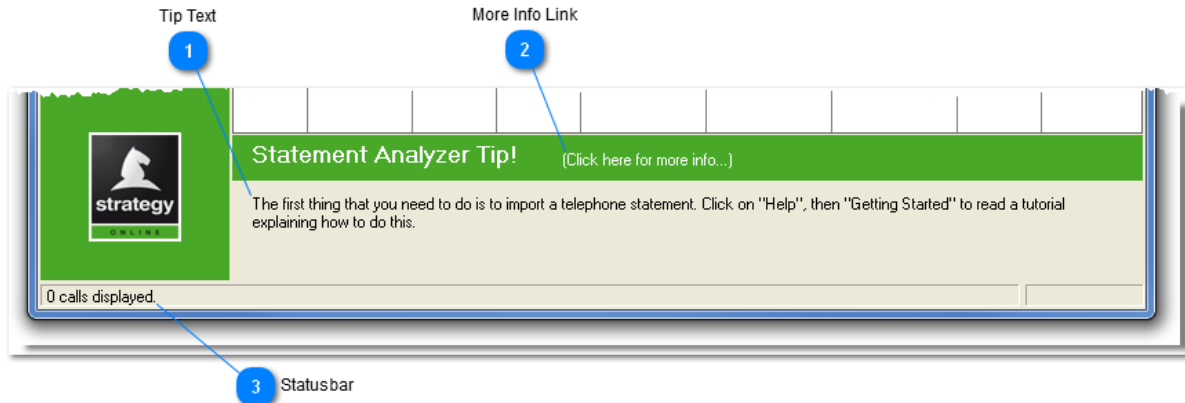 Tip Text
More Info Link
1
2
Statement Analyzer Tip!
(Click here for more info...)
strategy
ONLINE
The first thing that you need to do is to import a telephone statement. Click on "Help", then "Getting Started" to read a tutorial
explaining how to do this.
0 calls displayed.
3
Statusbar